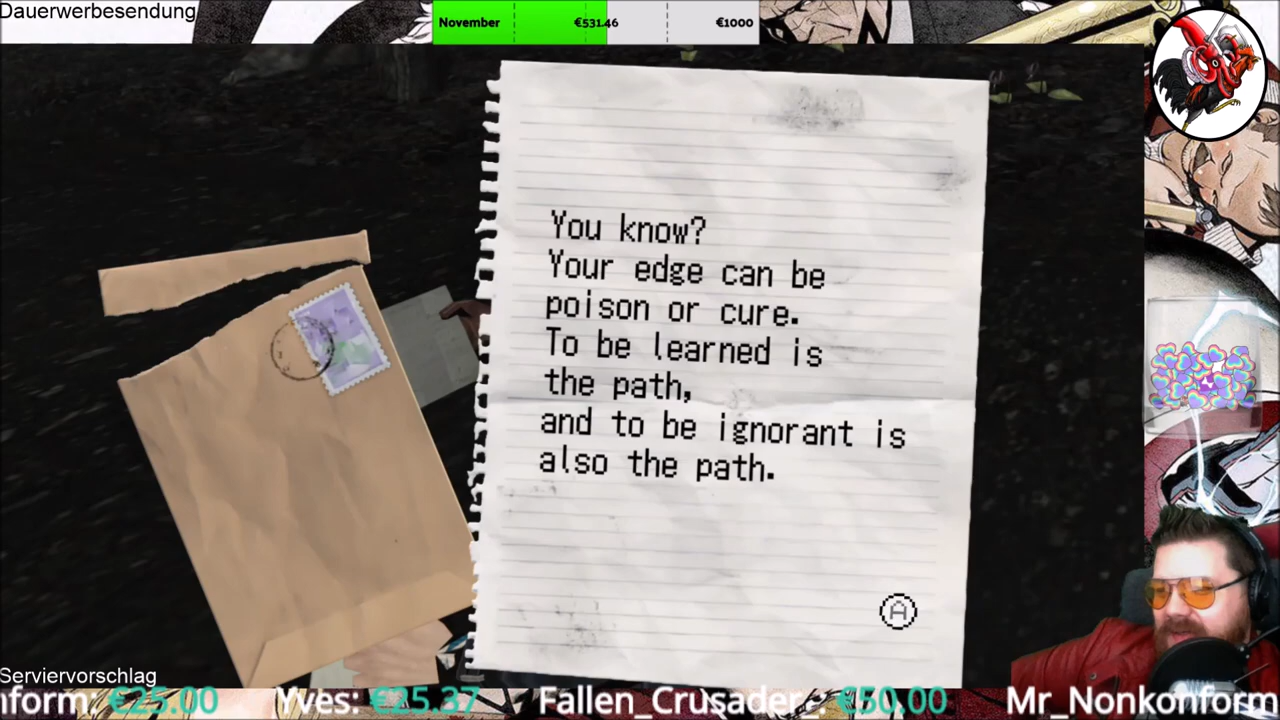 Dauerwerbesendung
November €531.46 €1000
You know?
Your edge can be
poison or cure.
To be learned is
the path,
and to be ignorant is
also the path.
A
Serviervorschlag
nform: €25.00 Yves: €25.37 Fallen_Crusader_: €50.00 Mr_Nonkonform